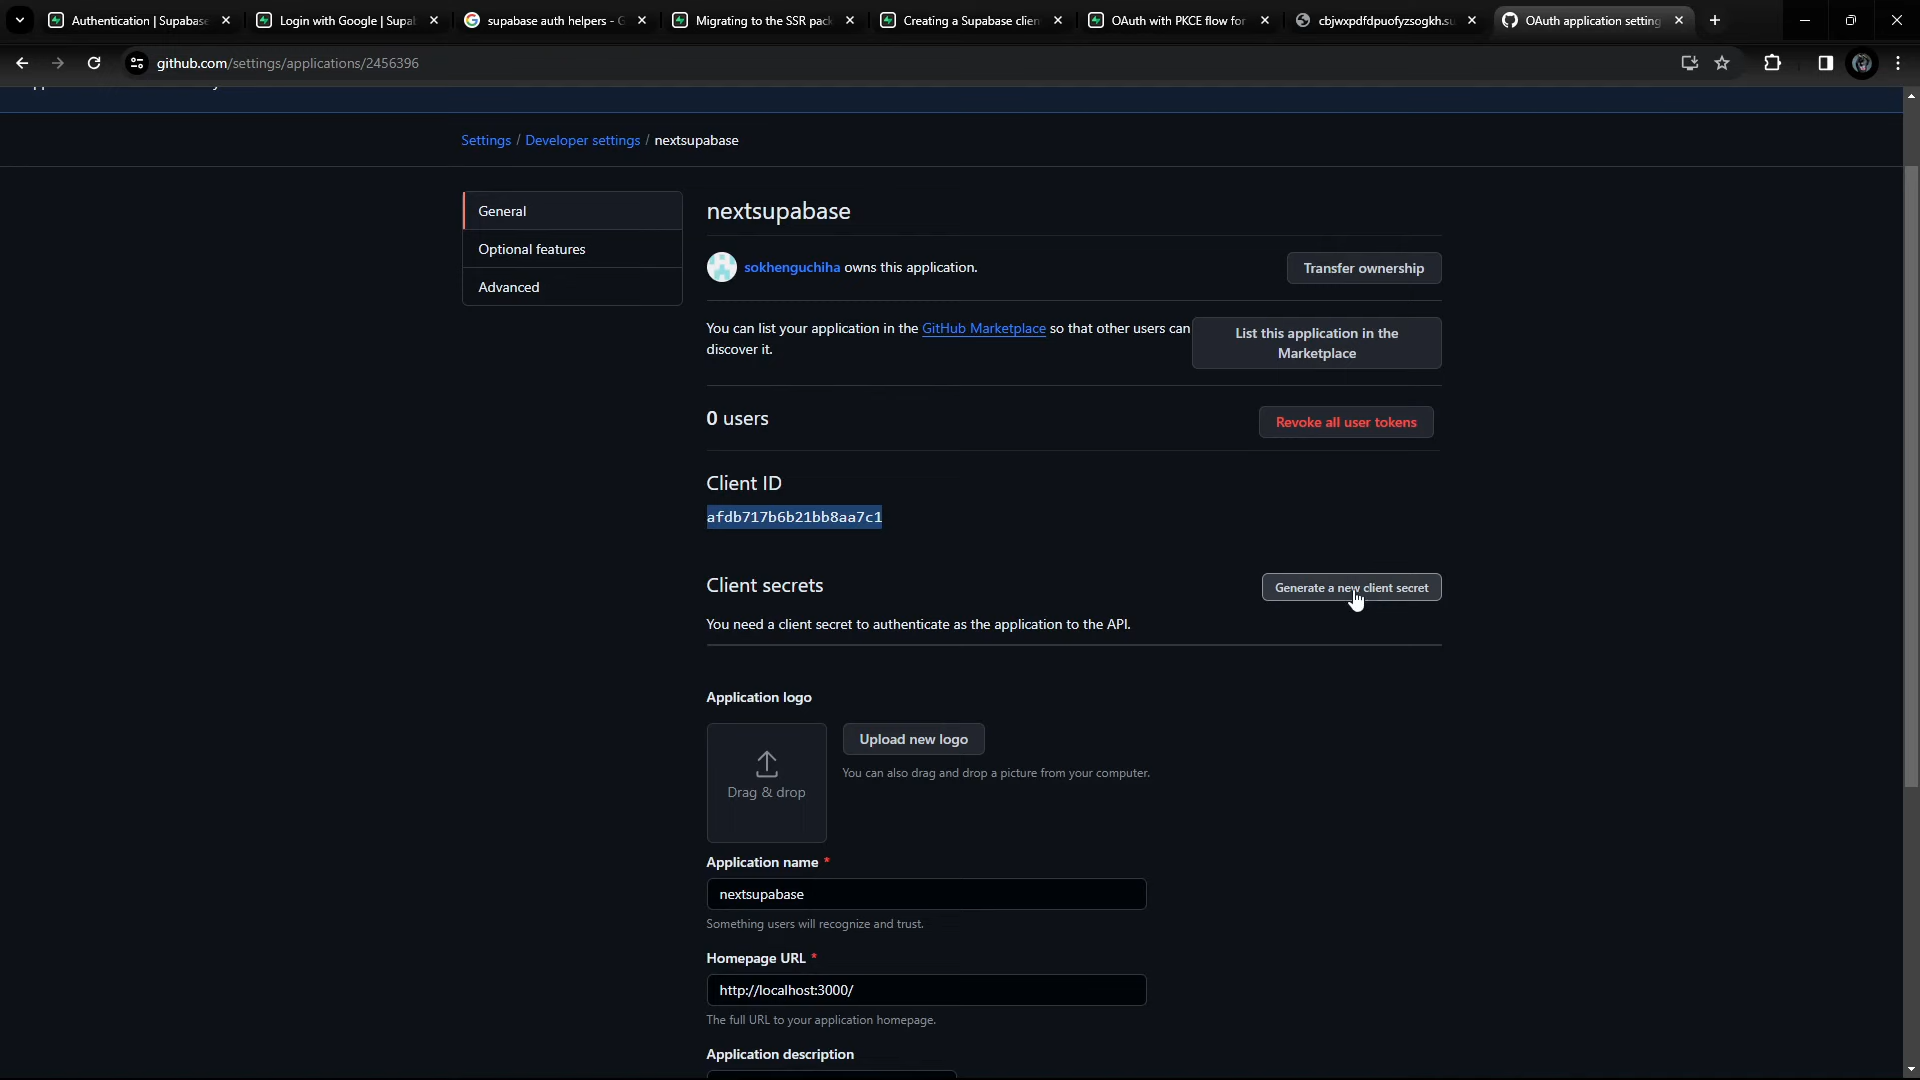 Authentication | Supabase
Login with Google | Supab
supabase auth helpers - G
Migrating to the SSR pack
Creating a Supabase clien
OAuth with PKCE flow for
cbjwxpdfdpuofyzsogkh.su
OAuth application setting
github.com/settings/applications/2456396
Settings / Developer settings / nextsupabase
General
Optional features
Advanced
nextsupabase
sokhenguchiha owns this application.
Transfer ownership
You can list your application in the GitHub Marketplace so that other users can
discover it.
List this application in the
Marketplace
0 users
Revoke all user tokens
Client ID
afdb717b6b21bb8aa7c1
Client secrets
Generate a new client secret
You need a client secret to authenticate as the application to the API.
Application logo
Drag & drop
Upload new logo
You can also drag and drop a picture from your computer.
Application name *
nextsupabase
Something users will recognize and trust.
Homepage URL *
http://localhost:3000/
The full URL to your application homepage.
Application description